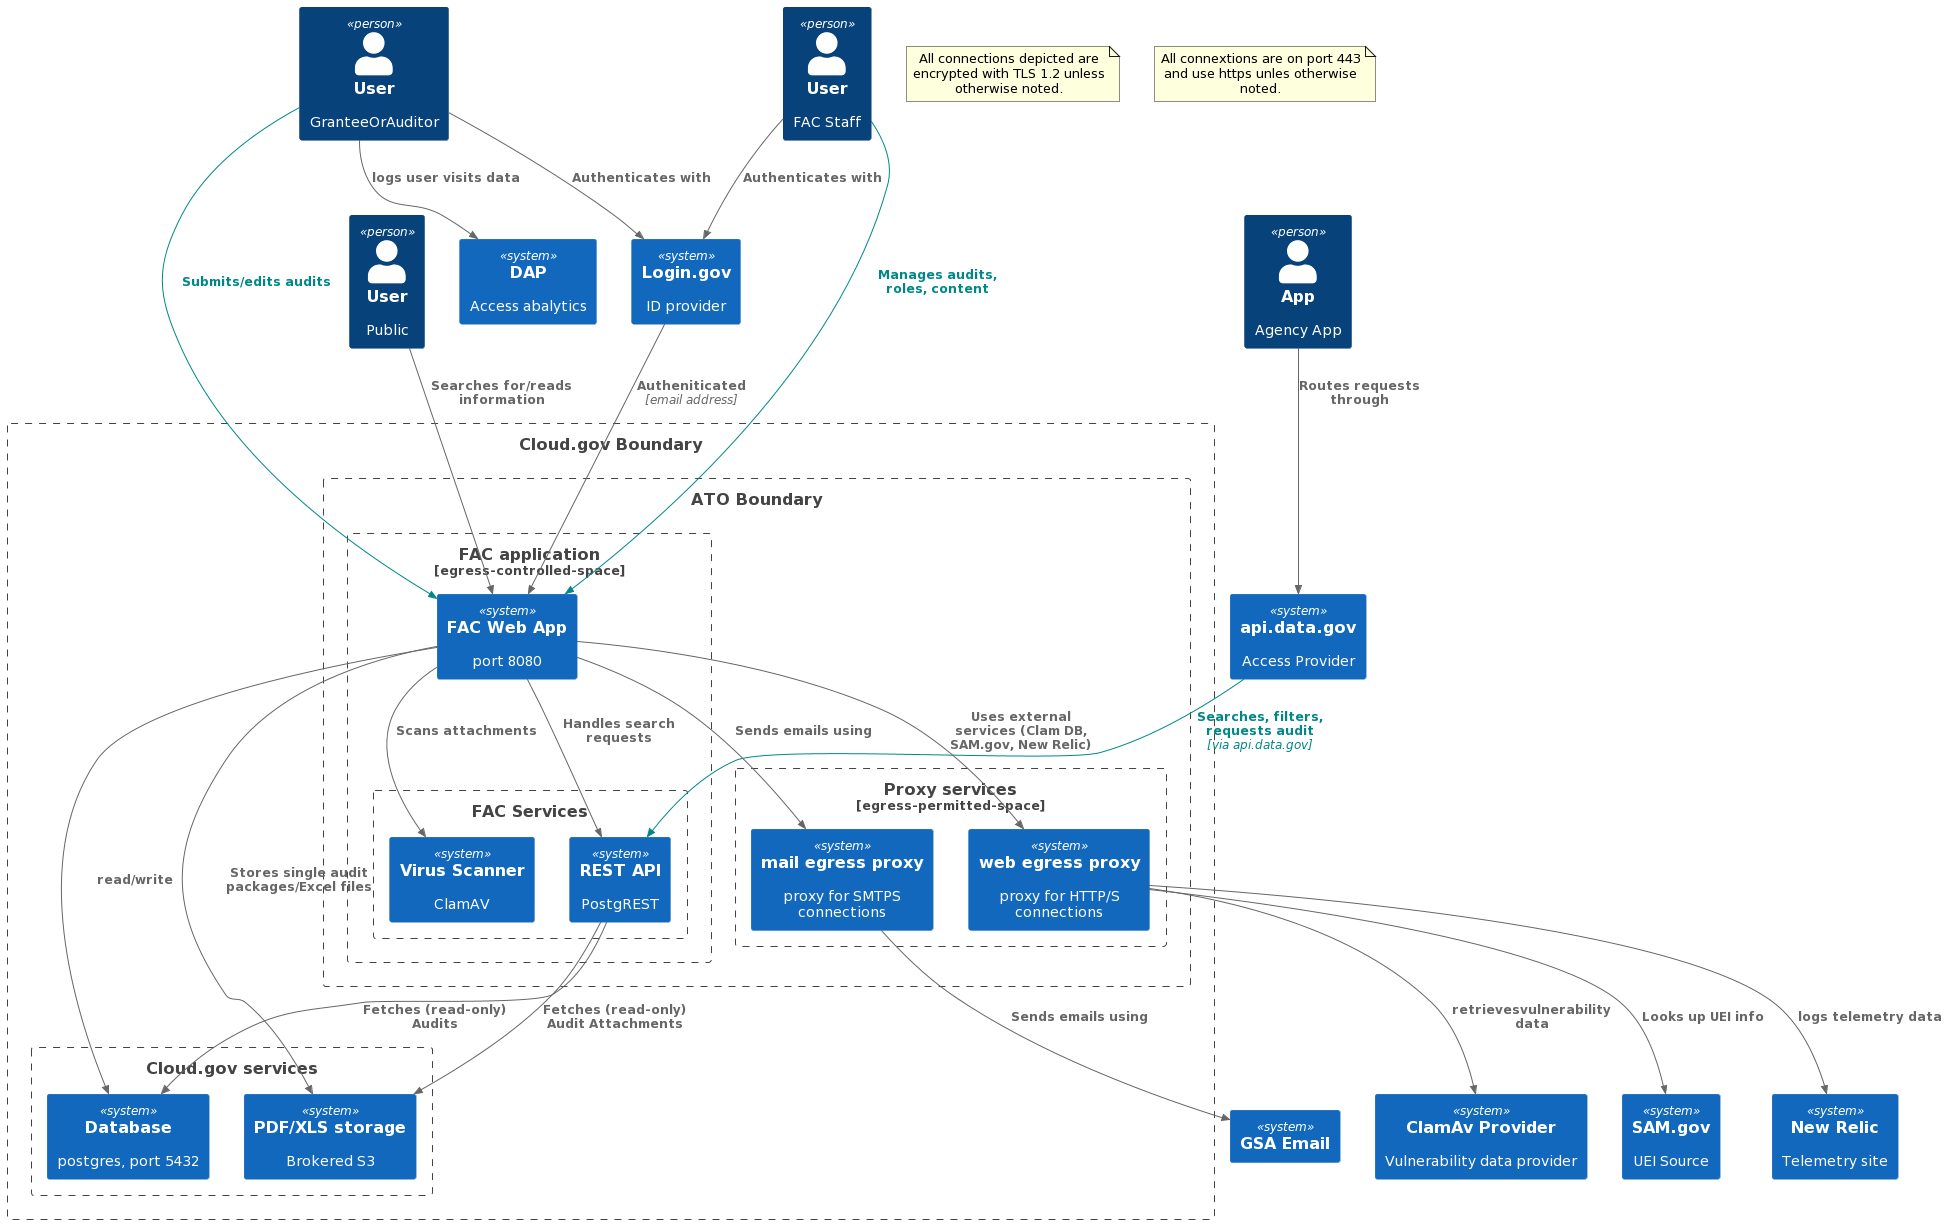 «person»
User
GranteeOrAuditor
«person»
User
FAC Staff
All connections depicted are
encrypted with TLS 1.2 unless
otherwise noted.
All connextions are on port 443
and use https unles otherwise
noted.
logs user visits data
Authenticates with
Authenticates with
Submits/edits audits
«person»
User
Public
«system»
DAP
Access abalytics
«system»
Login.gov
ID provider
Manages audits,
roles, content
«person»
App
Agency App
Searches for/reads
information
Autheniticated
[email address]
Routes requests
through
Cloud.gov Boundary
ATO Boundary
FAC application
[egress-controlled-space]
«system»
FAC Web App
port 8080
«system»
api.data.gov
Access Provider
Scans attachments
Handles search
requests
Sends emails using
Uses external
services (Clam DB,
SAM.gov, New Relic)
Searches, filters,
requests audit
[via api.data.gov]
FAC Services
Proxy services
[egress-permitted-space]
read/write
Stores single audit
packages/Excel files
«system»
Virus Scanner
ClamAV
«system»
REST API
PostgREST
«system»
mail egress proxy
proxy for SMTPS
connections
«system»
web egress proxy
proxy for HTTP/S
connections
Fetches (read-only)
Audits
Fetches (read-only)
Audit Attachments
Sends emails using
retrievesvulnerability
data
Looks up UEI info
logs telemetry data
Cloud.gov services
«system»
Database
postgres, port 5432
«system»
PDF/XLS storage
Brokered S3
«system»
GSA Email
«system»
ClamAv Provider
Vulnerability data provider
«system»
SAM.gov
UEI Source
«system»
New Relic
Telemetry site